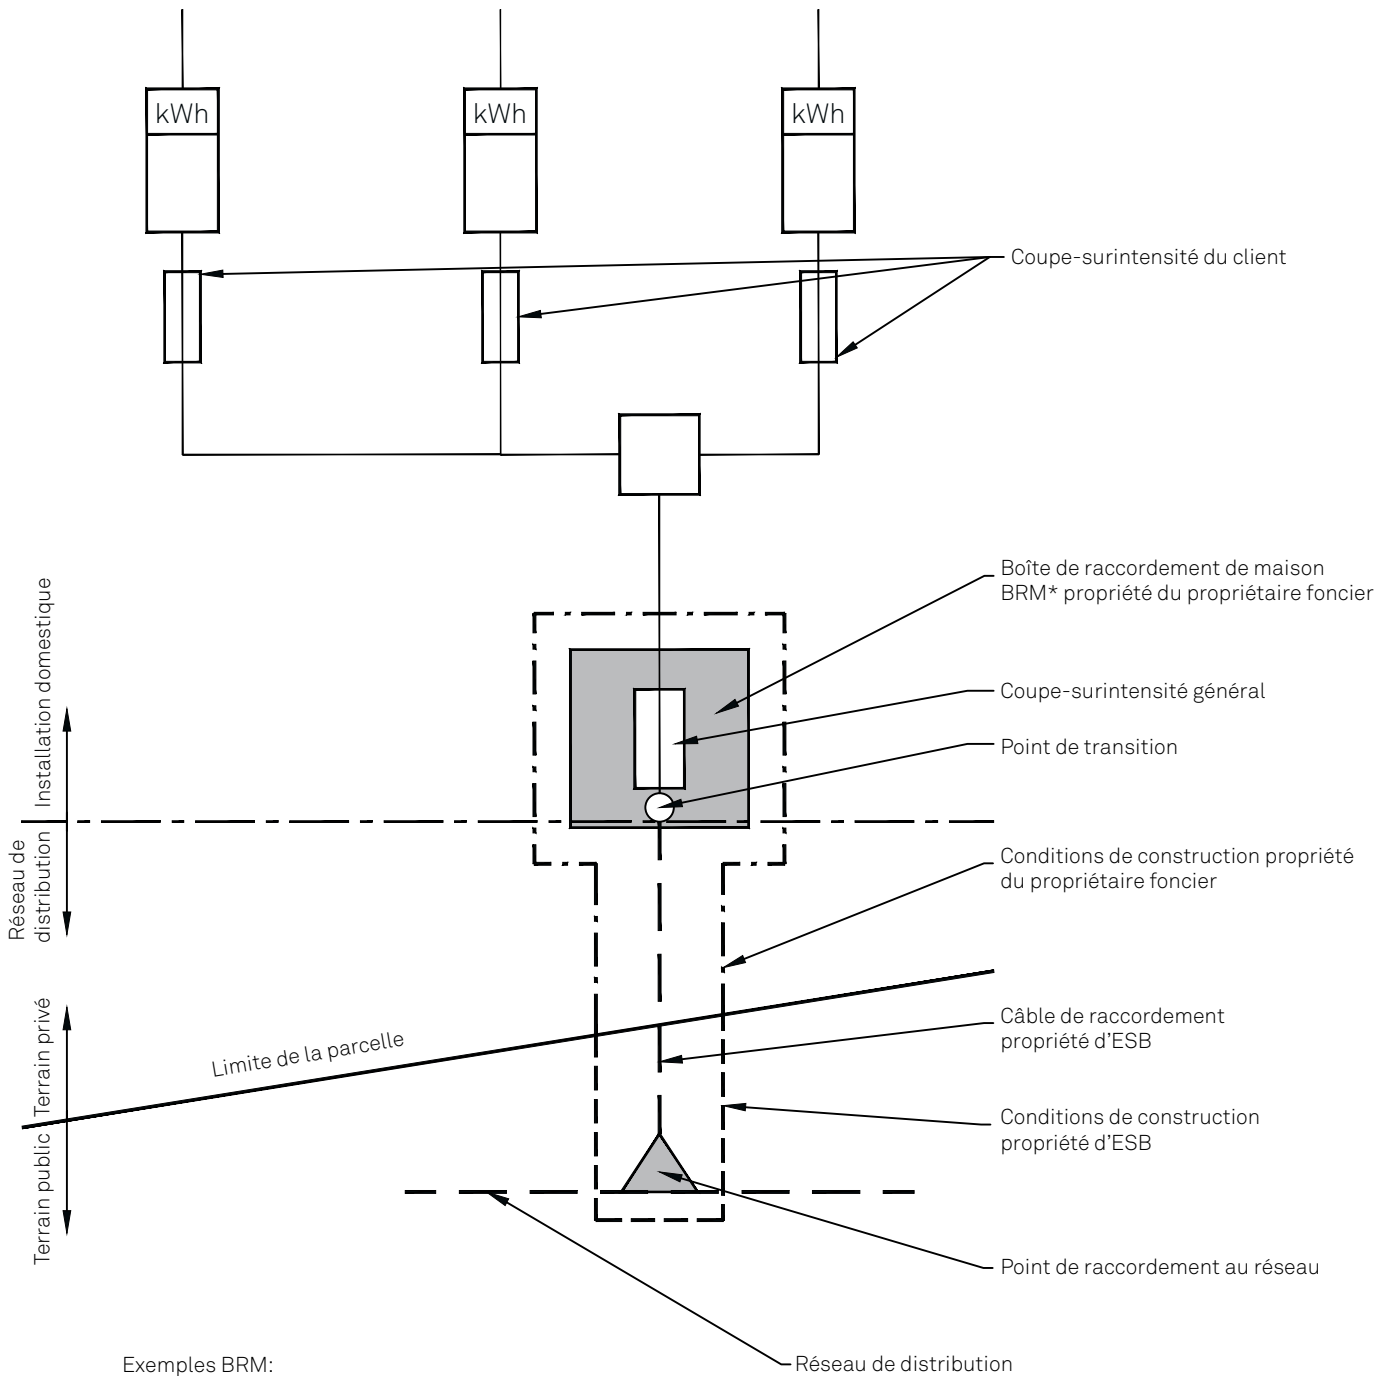 kWh
kWh
kWh
Coupe-surintensité du client
Boîte de raccordement de maison
BRM* propriété du propriétaire foncier
Coupe-surintensité général
Point de transition
Installation domestique
Réseau de
distribution
Conditions de construction propriété
du propriétaire foncier
Terrain privé
Limite de la parcelle
Câble de raccordement
propriété d'ESB
Terrain public
Conditions de construction
propriété d'ESB
Point de raccordement au réseau
Exemples BRM:
Réseau de distribution